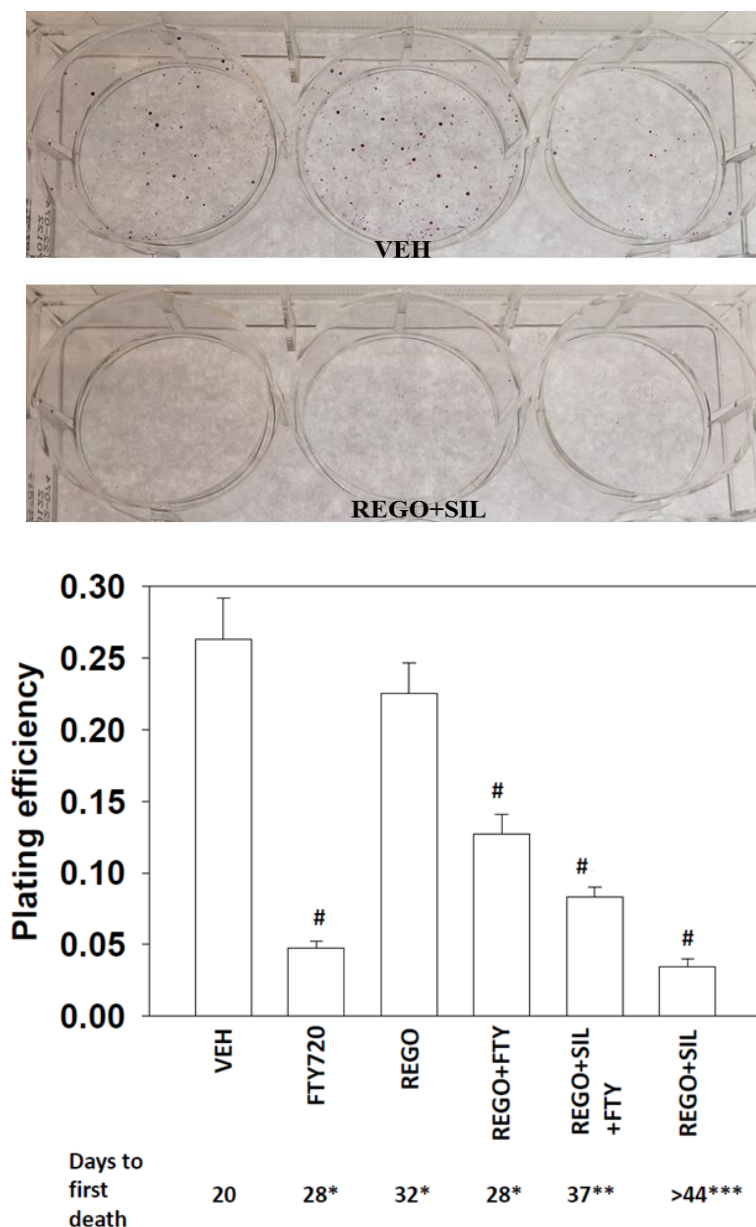 VEH
REGO+SIL
0.30
0.25
0.20
0.15
0.10
0.05
0.00
Plating efficiency
#
#
#
#
VEH
FTY720
REGO
REGO+FTY
REGO+SIL
+FTY
REGO+SIL
Days to
first
death
20 28* 32* 28* 37** >44***